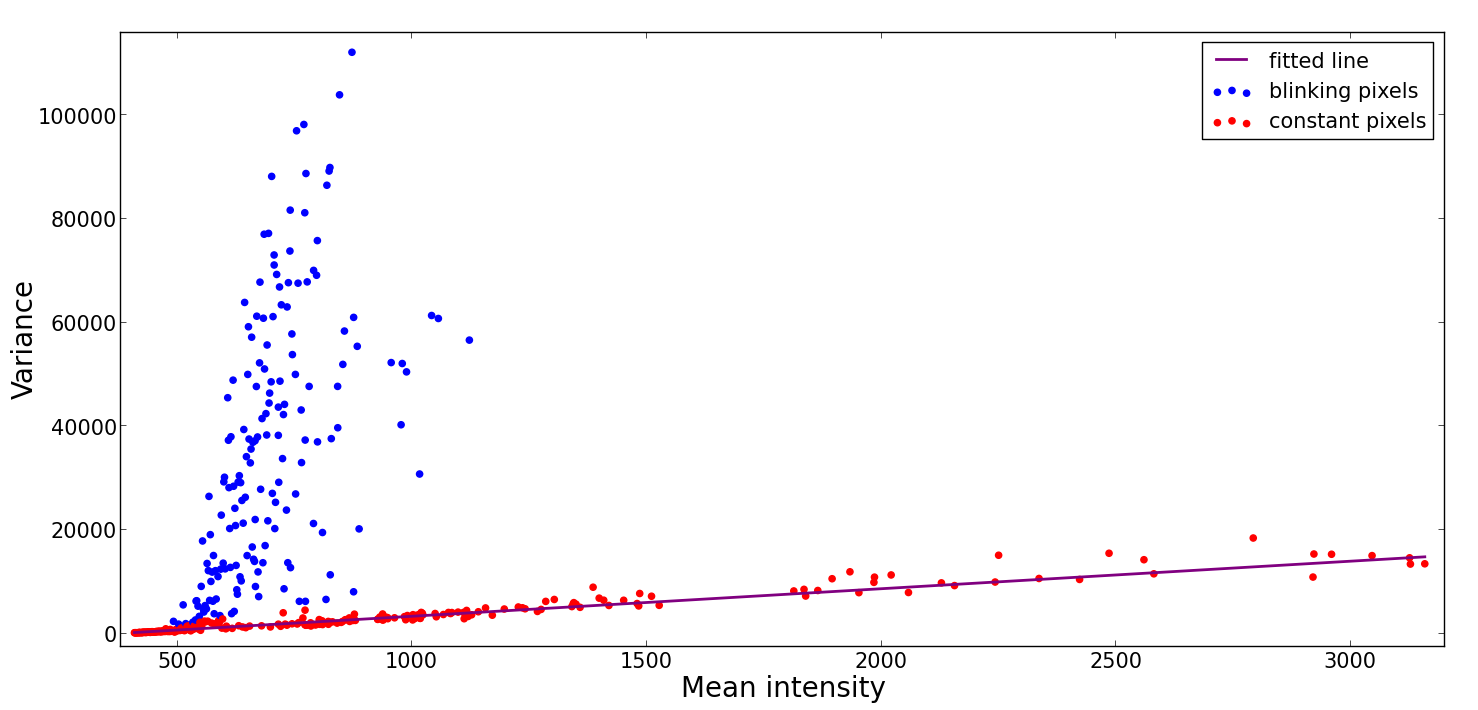 fitted line
blinking pixels
constant pixels
100000
80000
60000
40000
20000
0
Variance
500 1000 1500 2000 2500 3000
Mean intensity